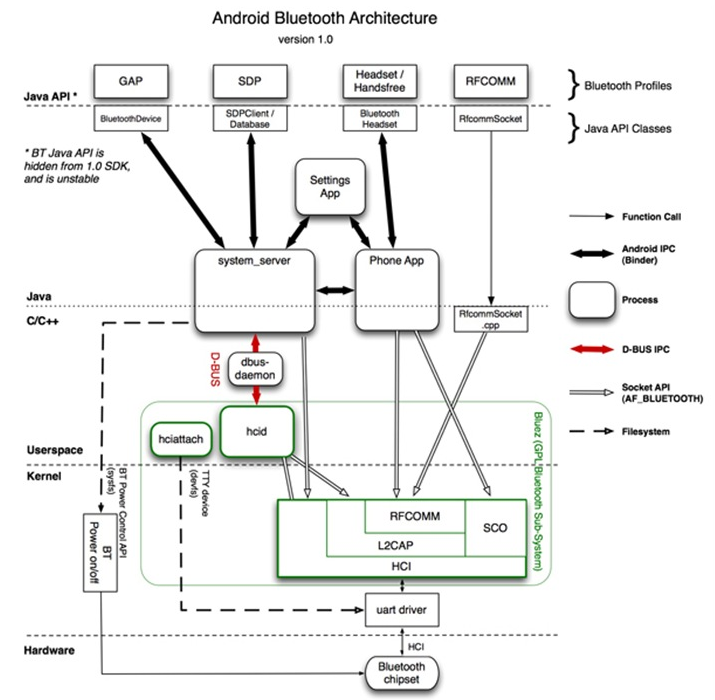 Android Bluetooth Architecture
version 1.0
GAP
SDP
Headset /
Handsfree
RFCOMM
Bluetooth Profiles
Java API *
BluetoothDevice
SDPClient /
Database
Bluetooth
Headset
RfcommSocket
Java API Classes
* BT Java API is
hidden from 1.0 SDK,
and is unstable
Settings
App
Function Call
system_server
Phone App
Android IPC
(Binder)
Java
Process
C/C++
RfcommSocket
.cpp
D-BUS
dbus-
daemon
D-BUS IPC
Socket API
(AF_BLUETOOTH)
hciattach
hcid
Filesystem
Userspace
Kernel
BT Power Control API
(sysfs)
TTY device
(devfs)
Bluez (GPL Bluetooth Sub-System)
BT
Power on/off
RFCOMM
SCO
L2CAP
HCI
uart driver
Hardware
HCI
Bluetooth
chipset